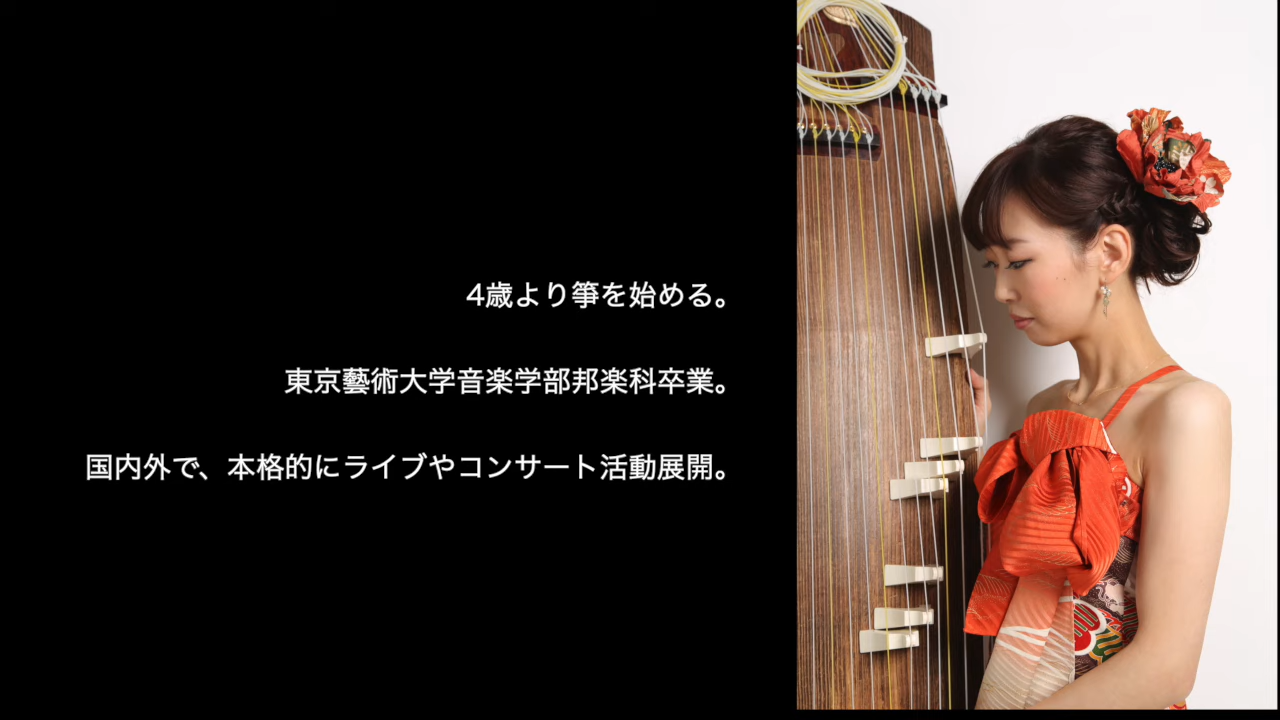 4歳より箏を始める。
東京藝術大学音楽学部邦楽科卒業。
国内外で、本格的にライブやコンサート活動展開。